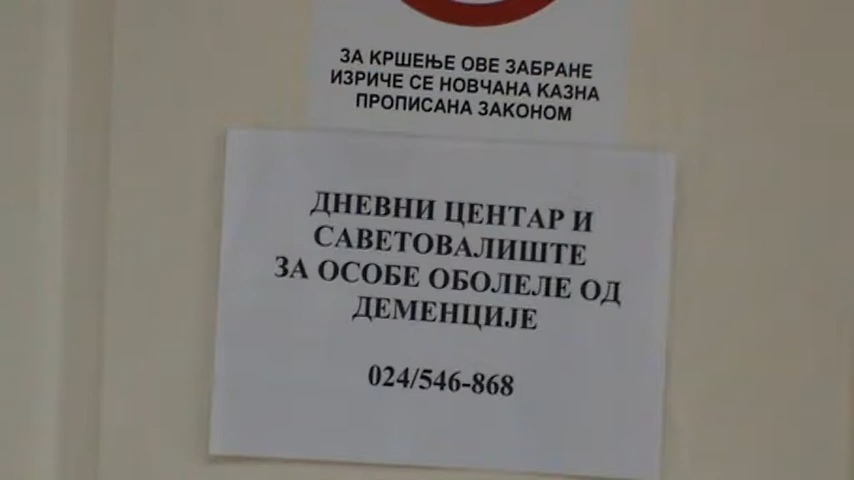 ЗА КРШЕЊЕ ОВЕ ЗАБРАНЕ
ИЗРИЧЕ СЕ НОВЧАНА КАЗНА
ПРОПИСАНА ЗАКОНОМ
ДНЕВНИ ЦЕНТАР И
САВЕТОВАЛИШТЕ
ЗА ОСОБЕ ОБОЛЕЛЕ ОД
ДЕМЕНЦИЈЕ
024/546-868